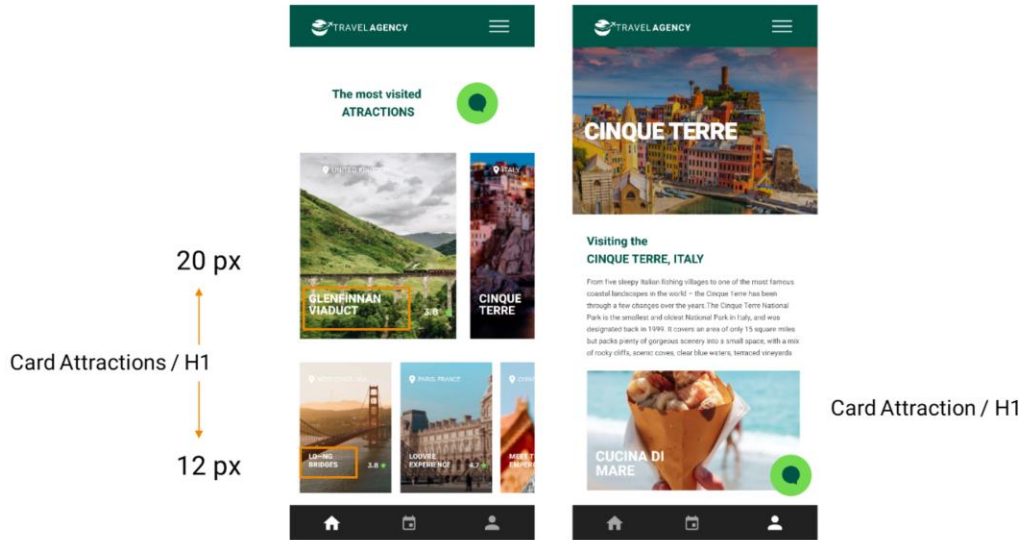 TRAVEL AGENCY
The most visited
ATRACTIONS
ITALY
GLENFINNAN
VIADUCT
3.8
CINQUE
TERRE
PARIS, FRANCE
BRIDGES
3.8
LOUVRE
EXPERIENCE
4.7
20 px
Card Attractions / H1
12 px
TRAVEL AGENCY
CINQUE TERRE
Visiting the
CINQUE TERRE, ITALY
From five sleepy Italian fishing villages to one of the most famous
coastal landscapes in the world – the Cinque Terre has been
through a few changes over the years.The Cinque Terre National
Park is the smallest and oldest National Park in Italy, and was
designated back in 1999. It covers an area of only 15 square miles
but packs plenty of gorgeous scenery into a small space, with a mix
of rocky cliffs, scenic coves, clear blue waters, terraced vineyards
CUCINA DI
MARE
Card Attraction / H1